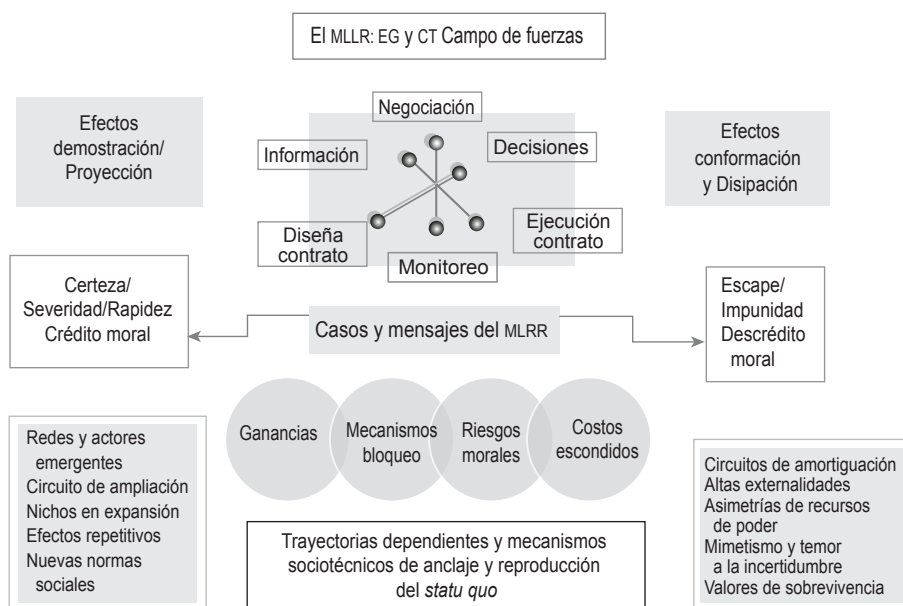 El MLLR: EG y CT Campo de fuerzas
Efectos
demostración/
Proyección
Negociación
Información
Decisiones
Diseña
contrato
Ejecución
contrato
Monitoreo
Efectos
conformación
y Disipación
Certeza/
Severidad/Rapidez
Crédito moral
Casos y mensajes del MLRR
Escape/
Impunidad
Descrédito
moral
Ganancias
Mecanismos
bloqueo
Riesgos
morales
Costos
escondidos
Redes y actores
emergentes
Circuito de ampliación
Nichos en expansión
Efectos repetitivos
Nuevas normas
sociales
Trayectorias dependientes y mecanismos
sociotécnicos de anclaje y reproducción
del statu quo
Circuitos de amortiguación
Altas externalidades
Asimetrías de recursos
de poder
Mimetismo y temor
a la incertidumbre
Valores de sobrevivencia